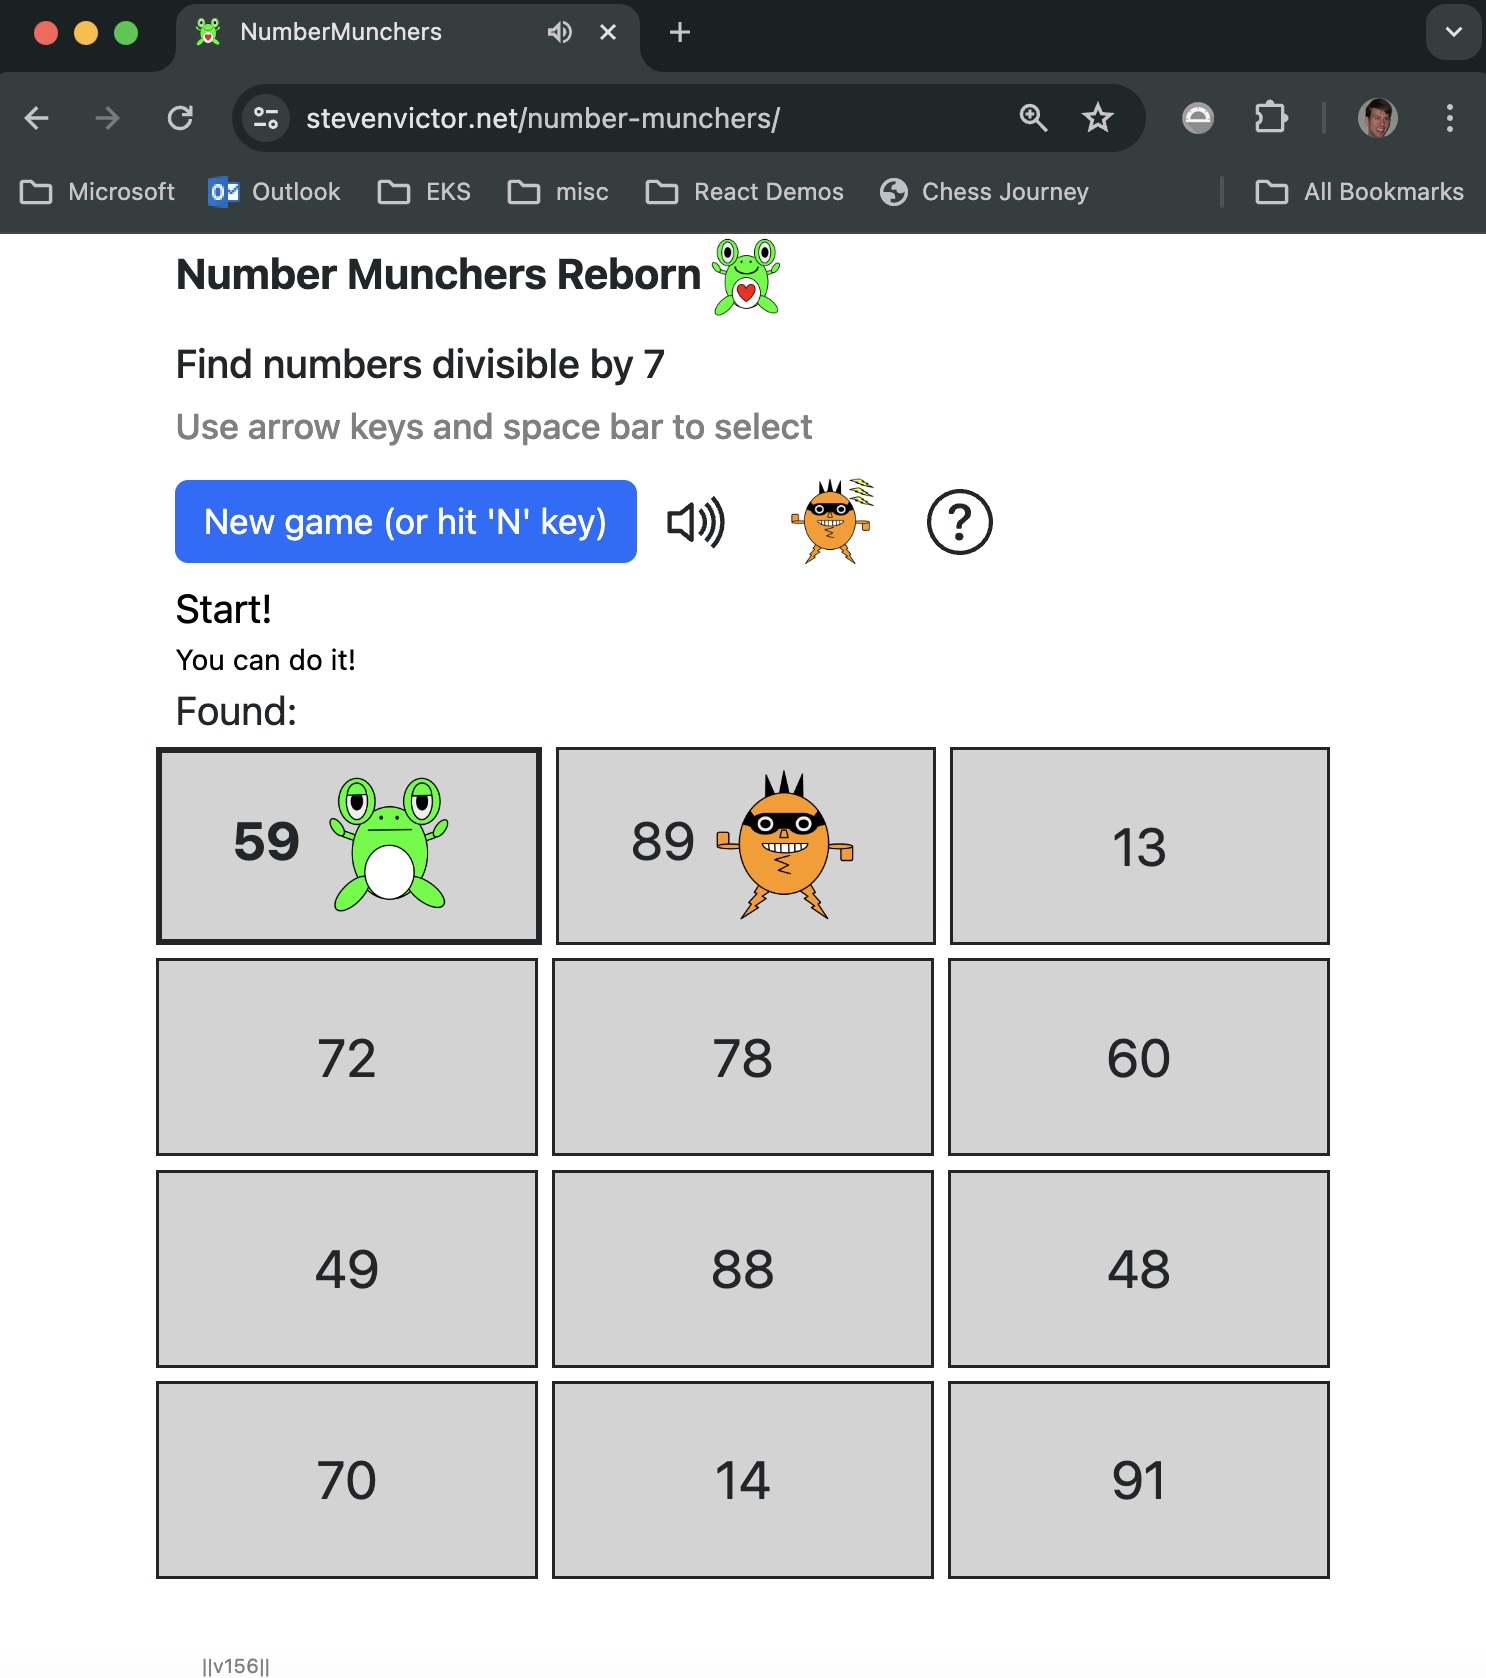 NumberMunchers
stevenvictor.net/number-munchers/
Microsoft Outlook EKS misc React Demos Chess Journey All Bookmarks
Number Munchers Reborn
Find numbers divisible by 7
Use arrow keys and space bar to select
New game (or hit 'N' key) ?
Start!
You can do it!
Found:
59 89 13
72 78 60
49 88 48
70 14 91
||v156||